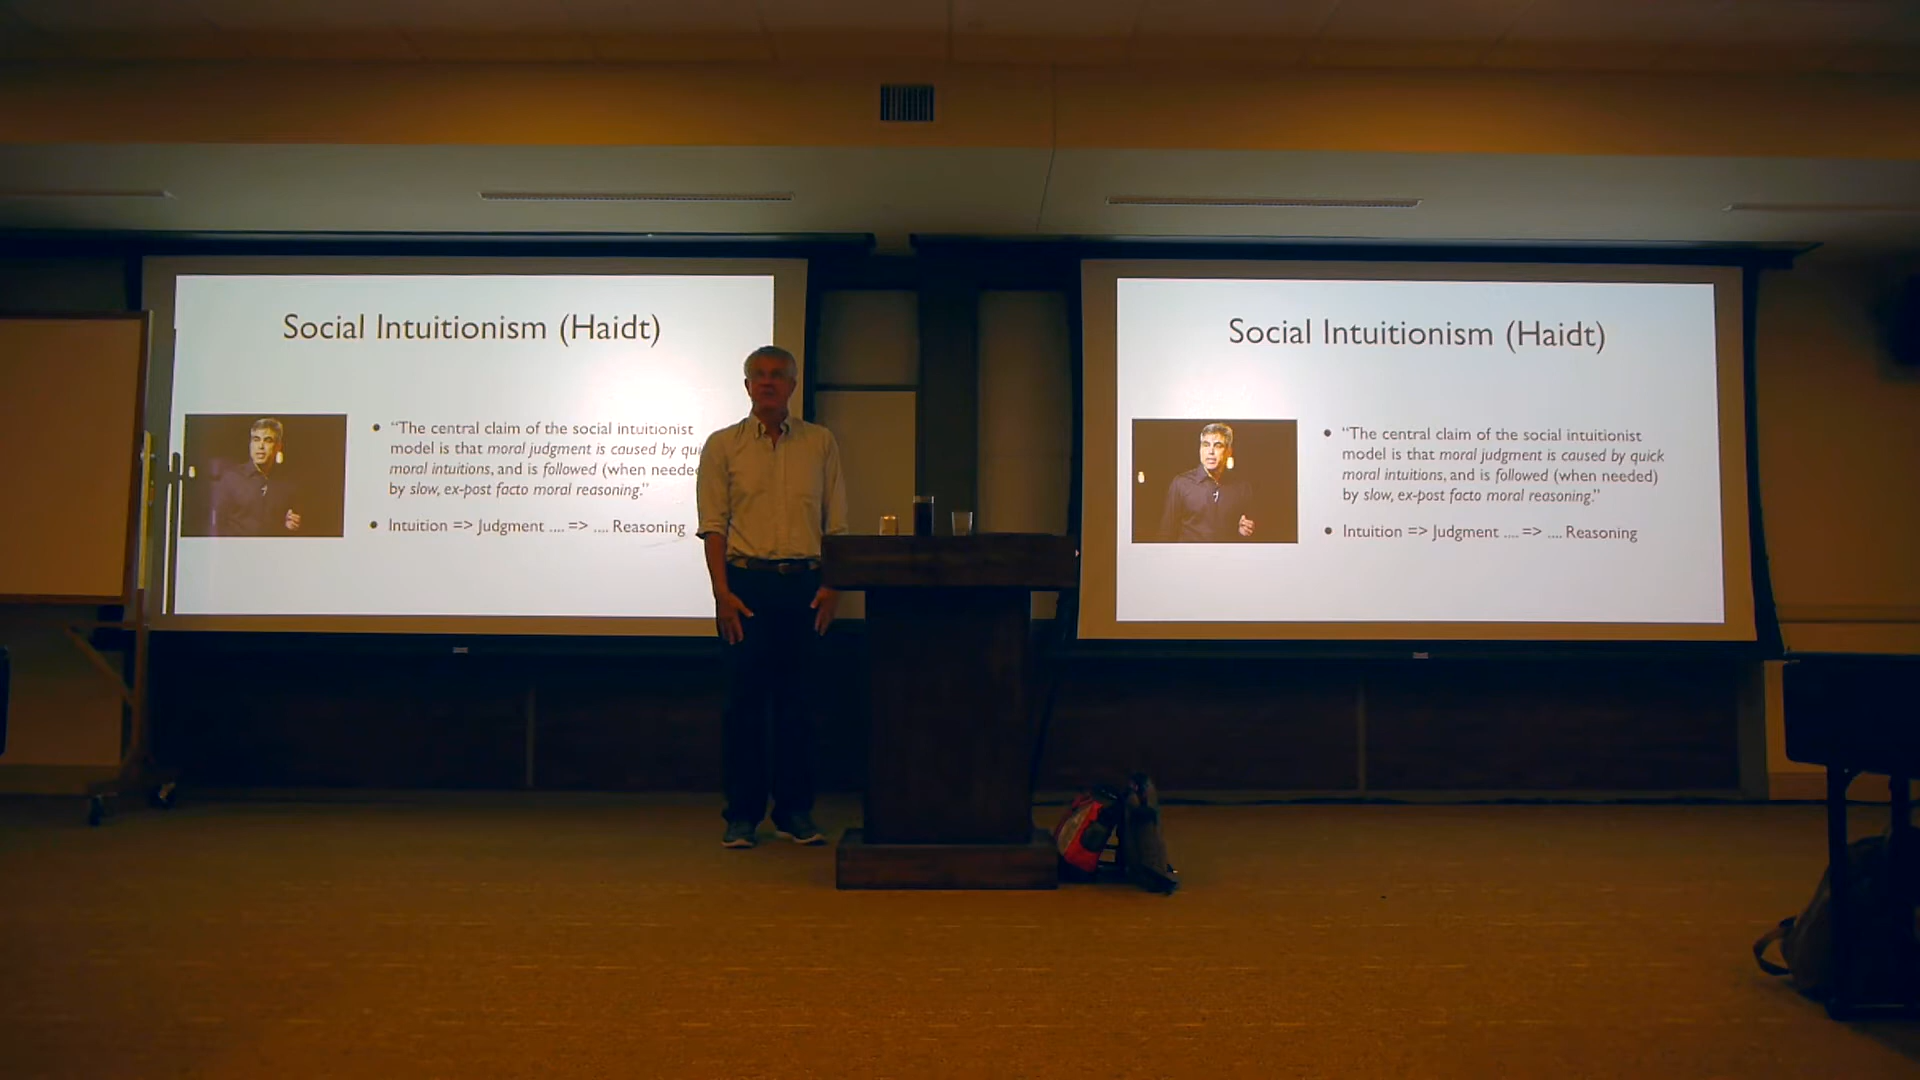 Social Intuitionism (Haidt)
• “The central claim of the social intuitionist
model is that moral judgment is caused by qui
moral intuitions, and is followed (when neede
by slow, ex-post facto moral reasoning.”
• Intuition => Judgment .... => .... Reasoning
Social Intuitionism (Haidt)
• “The central claim of the social intuitionist
model is that moral judgment is caused by quick
moral intuitions, and is followed (when needed)
by slow, ex-post facto moral reasoning.”
• Intuition => Judgment .... => .... Reasoning